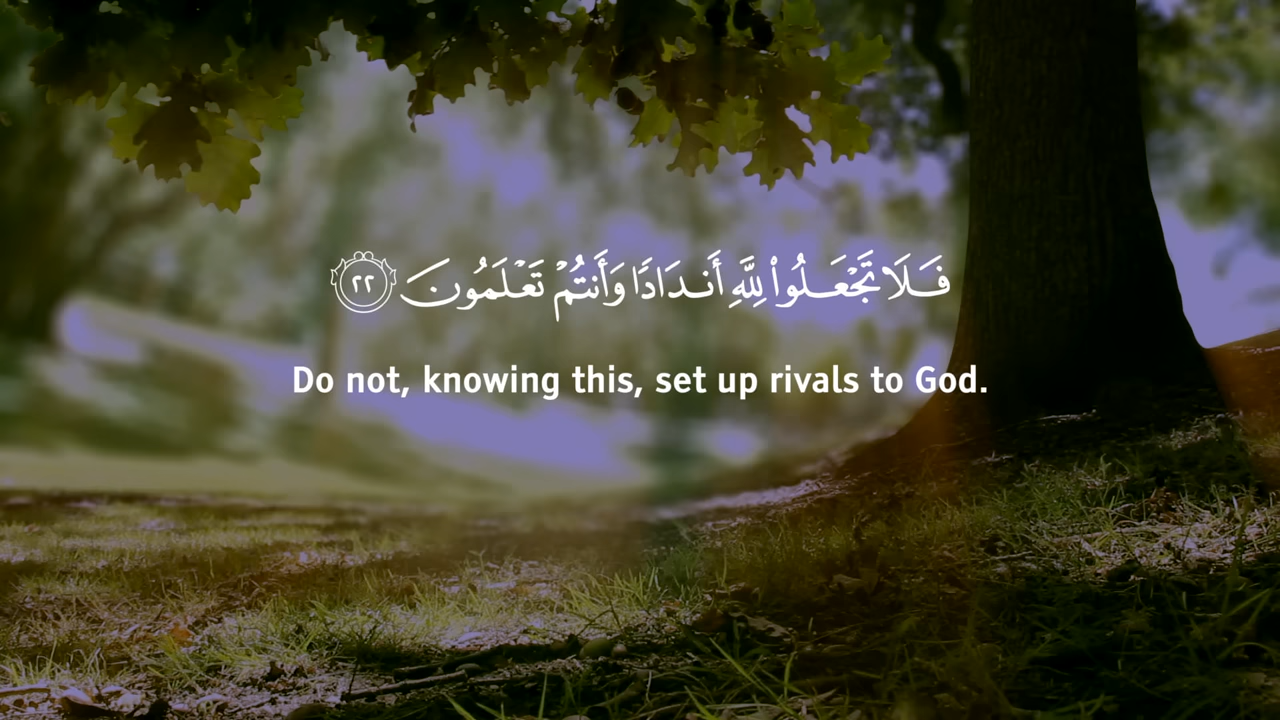 فَلَا تَجْعَلُوا۟ لِلَّهِ أَندَادًا وَأَنتُمْ تَعْلَمُونَ ٢٢
Do not, knowing this, set up rivals to God.